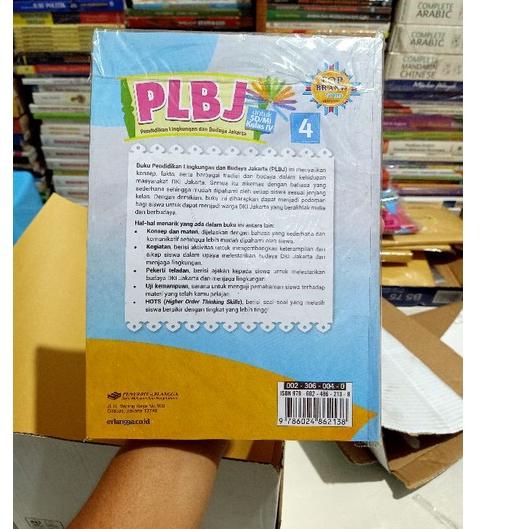 COMPLETE
ARABIC
COMPLETE
ARABIC
COMPLETE
MANDARIN
CHINESE
PLBJ
Pendidikan Lingkungan dan Budaya Jakarta
Untuk
SD/MI
Kelas IV
TOP
BRAND
4
Buku Pendidikan Lingkungan dan Budaya Jakarta (PLBJ) ini menyajikan
konsep, fakta, serta berbagai tradisi dan budaya dalam kehidupan
masyarakat DKI Jakarta. Semua itu dikemas dengan bahasa yang
sederhana sehingga mudah dipahami oleh setiap siswa sesuai jenjang
kelas. Dengan demikian, buku ini diharapkan dapat menjadi pedoman
bagi siswa untuk dapat menjadi warga DKI Jakarta yang berakhlak mulia
dan berbudaya.
Hal-hal menarik yang ada dalam buku ini antara lain:
• Konsep dan materi, dijelaskan dengan bahasa yang sederhana dan
komunikatif sehingga lebih mudah dipahami oleh siswa.
• Kegiatan, berisi aktivitas untuk mengembangkan keterampilan dan
sikap siswa dalam upaya melestarikan budaya DKI Jakarta dan
menjaga lingkungan.
• Pekerti teladan, berisi ajakan kepada siswa untuk melestarikan
budaya DKI Jakarta dan menjaga lingkungan.
• Uji kemampuan, sarana untuk menguji pemahaman siswa terhadap
materi yang telah kamu pelajari.
• HOTS (Higher Order Thinking Skills), berisi soal-soal yang melatih
siswa berpikir dengan tingkat yang lebih tinggi.
PENERBIT ERLANGGA
Jl. H. Baping Raya No. 100
Ciracas, Jakarta 13740
erlangga.co.id
002-306-004-0
ISBN 978-602-486-213-8
9 786024 862138